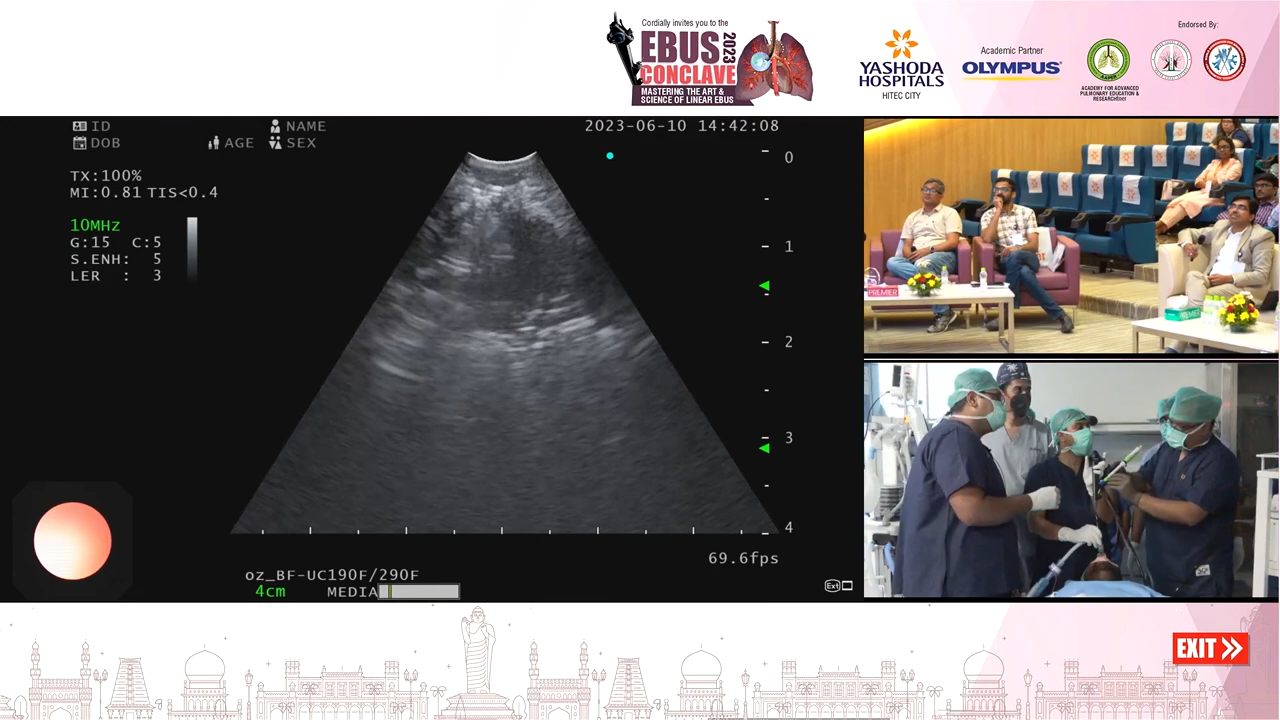 Cordially invites you to the
EBUS 2023
CONCLAVE
MASTERING THE ART &
SCIENCE OF LINEAR EBUS
YASHODA
HOSPITALS
HITEC CITY
Academic Partner
OLYMPUS
Endorsed By:
ACADEMY FOR ADVANCED
PULMONARY EDUCATION &
ID
DOB
AGE
NAME
SEX
2023-06-10 14:42:08
TX:100%
MI:0.81 TIS<0.4
10MHz
G:15 C:5
S.ENH: 5
LER : 3
0
1
2
3
4
69.6fps
oz_BF-UC190F/290F
4cm
MEDIA
Ext
PREMIER
EXIT